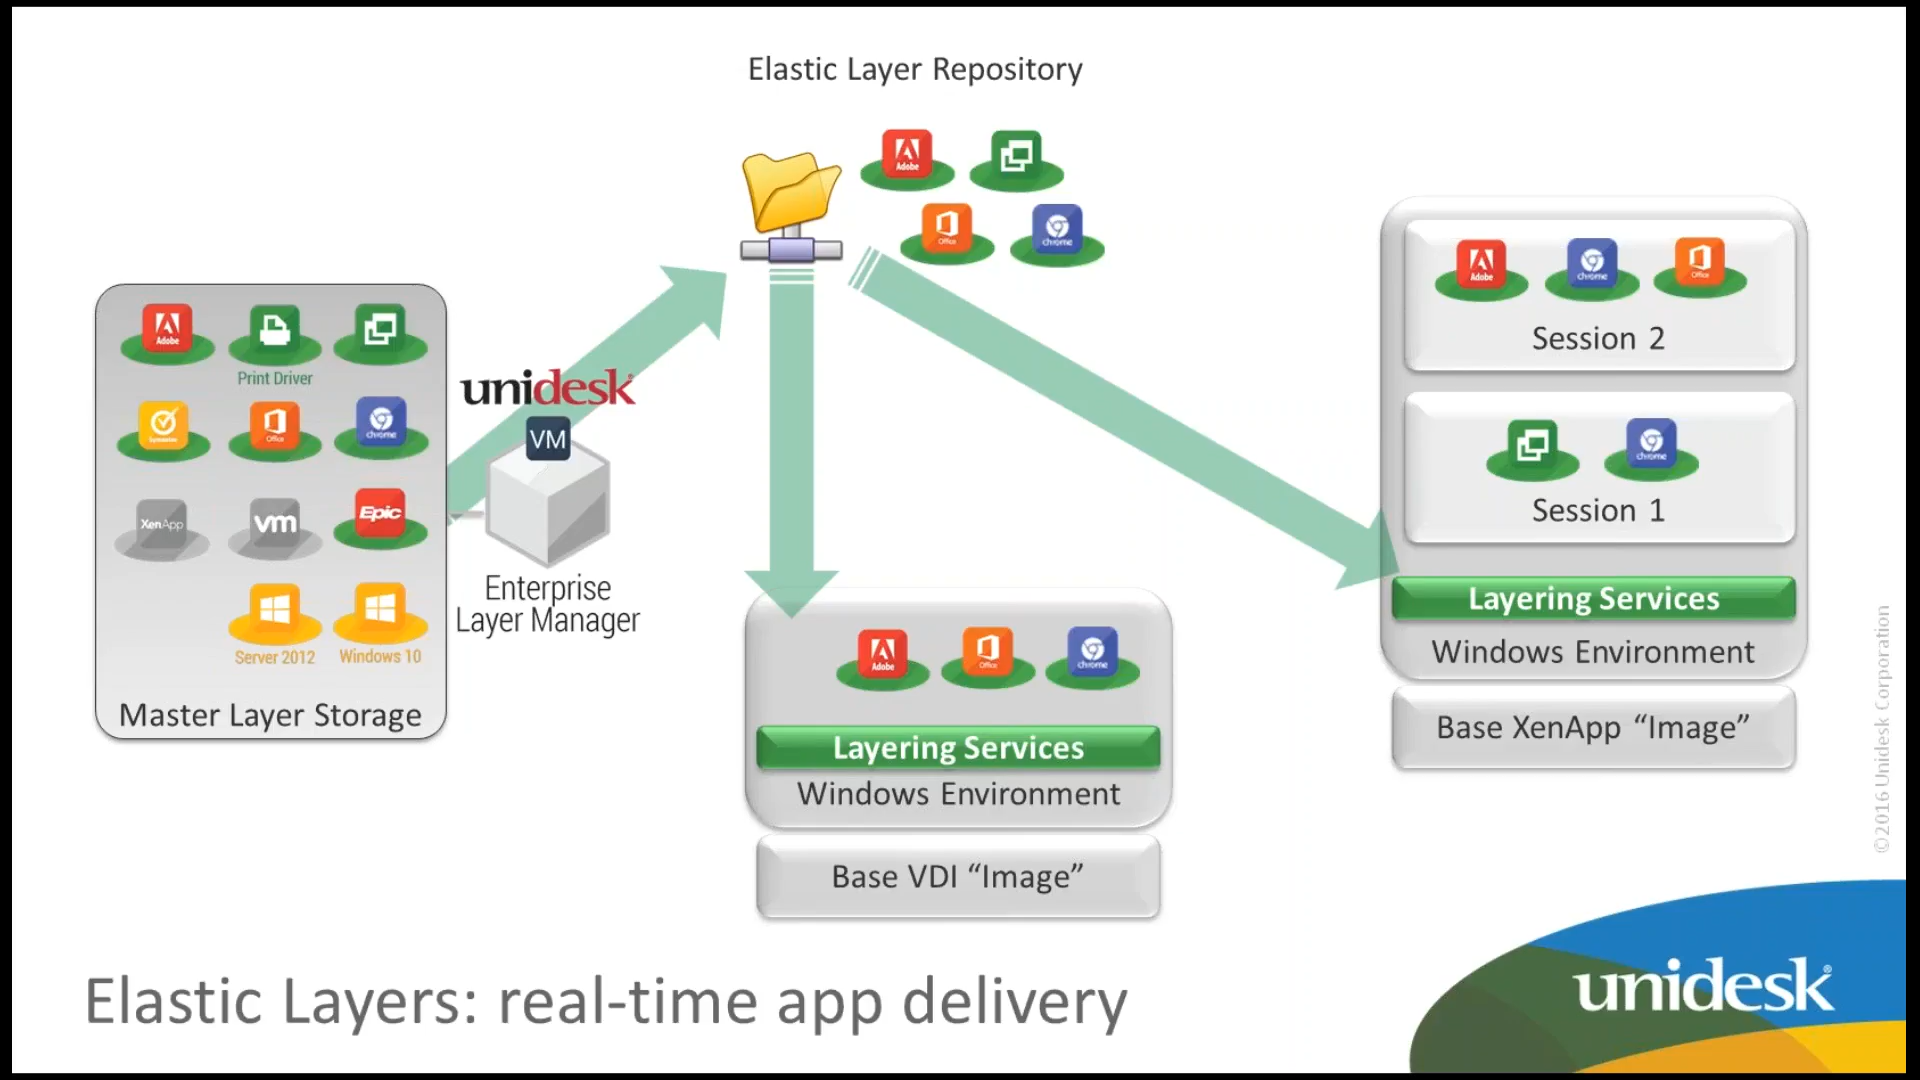 Elastic Layer Repository
Adobe
Office
chrome
Adobe
Print Driver
Symantec
Office
chrome
XenApp
vm
Epic
Server 2012
Windows 10
Master Layer Storage
unidesk
VM
Enterprise
Layer Manager
Adobe
Office
chrome
Layering Services
Windows Environment
Base VDI “Image”
Adobe
chrome
Office
Session 2
chrome
Session 1
Layering Services
Windows Environment
Base XenApp “Image”
©2016 Unidesk Corporation
Elastic Layers: real-time app delivery
unidesk®